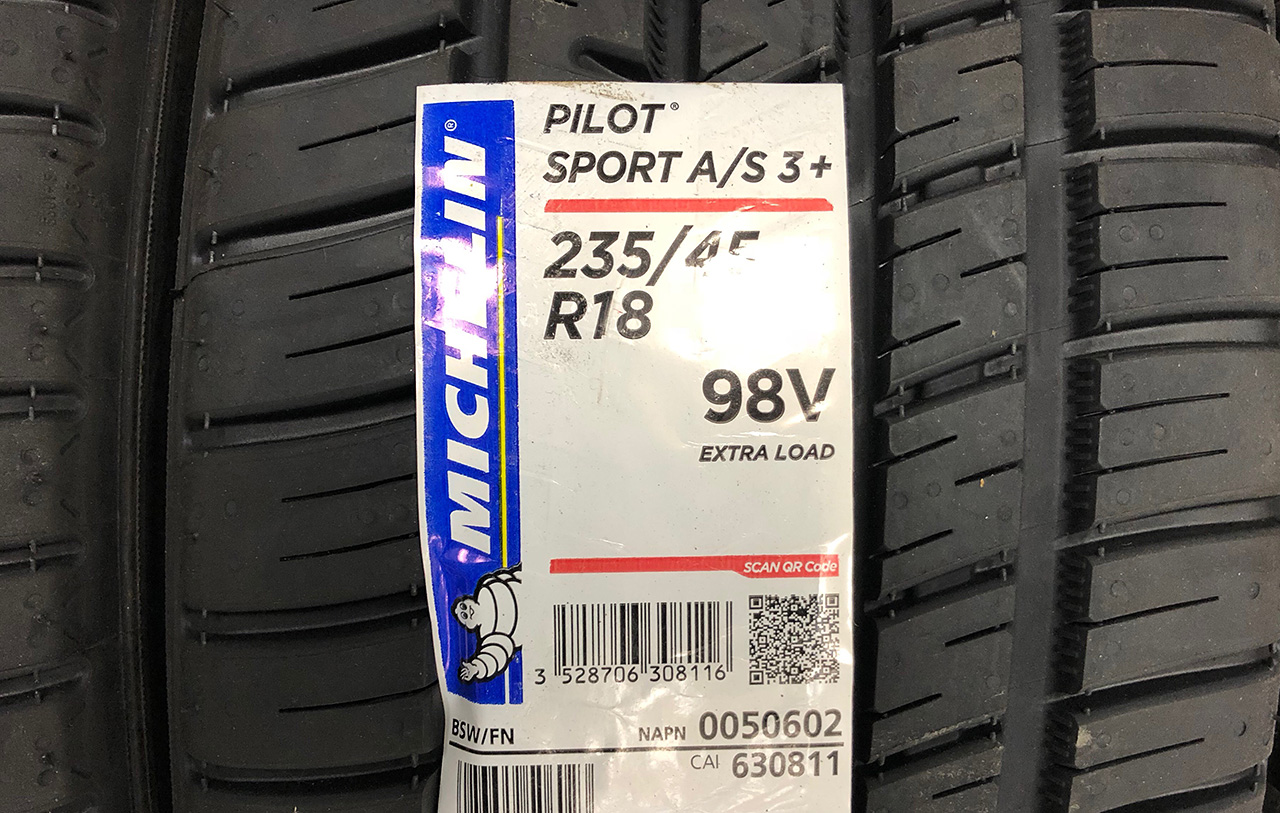 MICHELIN®
PILOT®
SPORT A/S 3+
235/45
R18
98V
EXTRA LOAD
SCAN QR Code
3 528706 308116
BSW/FN
NAPN 0050602
CAI 630811